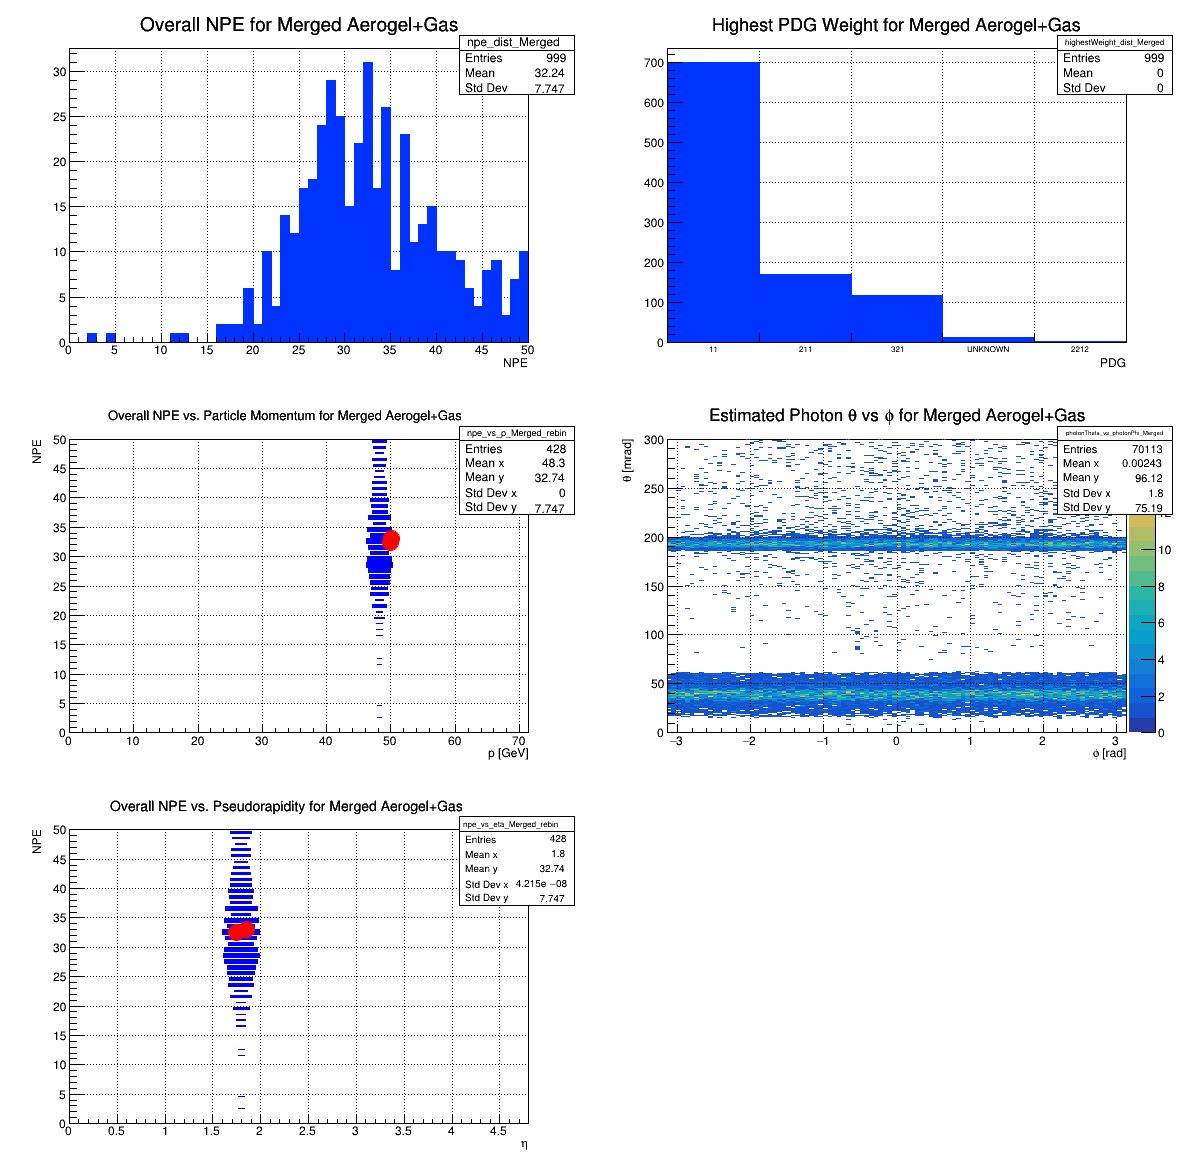 Overall NPE for Merged Aerogel+Gas
npe_dist_Merged
Entries 999
Mean 32.24
Std Dev 7.747
30
25
20
15
10
5
0
0 5 10 15 20 25 30 35 40 45 50
NPE
Highest PDG Weight for Merged Aerogel+Gas
highestWeight_dist_Merged
Entries 999
Mean 0
Std Dev 0
700
600
500
400
300
200
100
0
11 211 321 UNKNOWN 2212
PDG
Overall NPE vs. Particle Momentum for Merged Aerogel+Gas
npe_vs_p_Merged_rebin
Entries 428
Mean x 48.3
Mean y 32.74
Std Dev x 0
Std Dev y 7.747
NPE
50
45
40
35
30
25
20
15
10
5
0
0 10 20 30 40 50 60 70
p [GeV]
Estimated Photon θ vs ϕ for Merged Aerogel+Gas
photonTheta_vs_photonPhi_Merged
Entries 70113
Mean x 0.00243
Mean y 96.12
Std Dev x 1.8
Std Dev y 75.19
θ [mrad]
300
250
200
150
100
50
0
−3 −2 −1 0 1 2 3
ϕ [rad]
10
8
6
4
2
0
Overall NPE vs. Pseudorapidity for Merged Aerogel+Gas
npe_vs_eta_Merged_rebin
Entries 428
Mean x 1.8
Mean y 32.74
Std Dev x 4.215e −08
Std Dev y 7.747
NPE
50
45
40
35
30
25
20
15
10
5
0
0 0.5 1 1.5 2 2.5 3 3.5 4 4.5
η